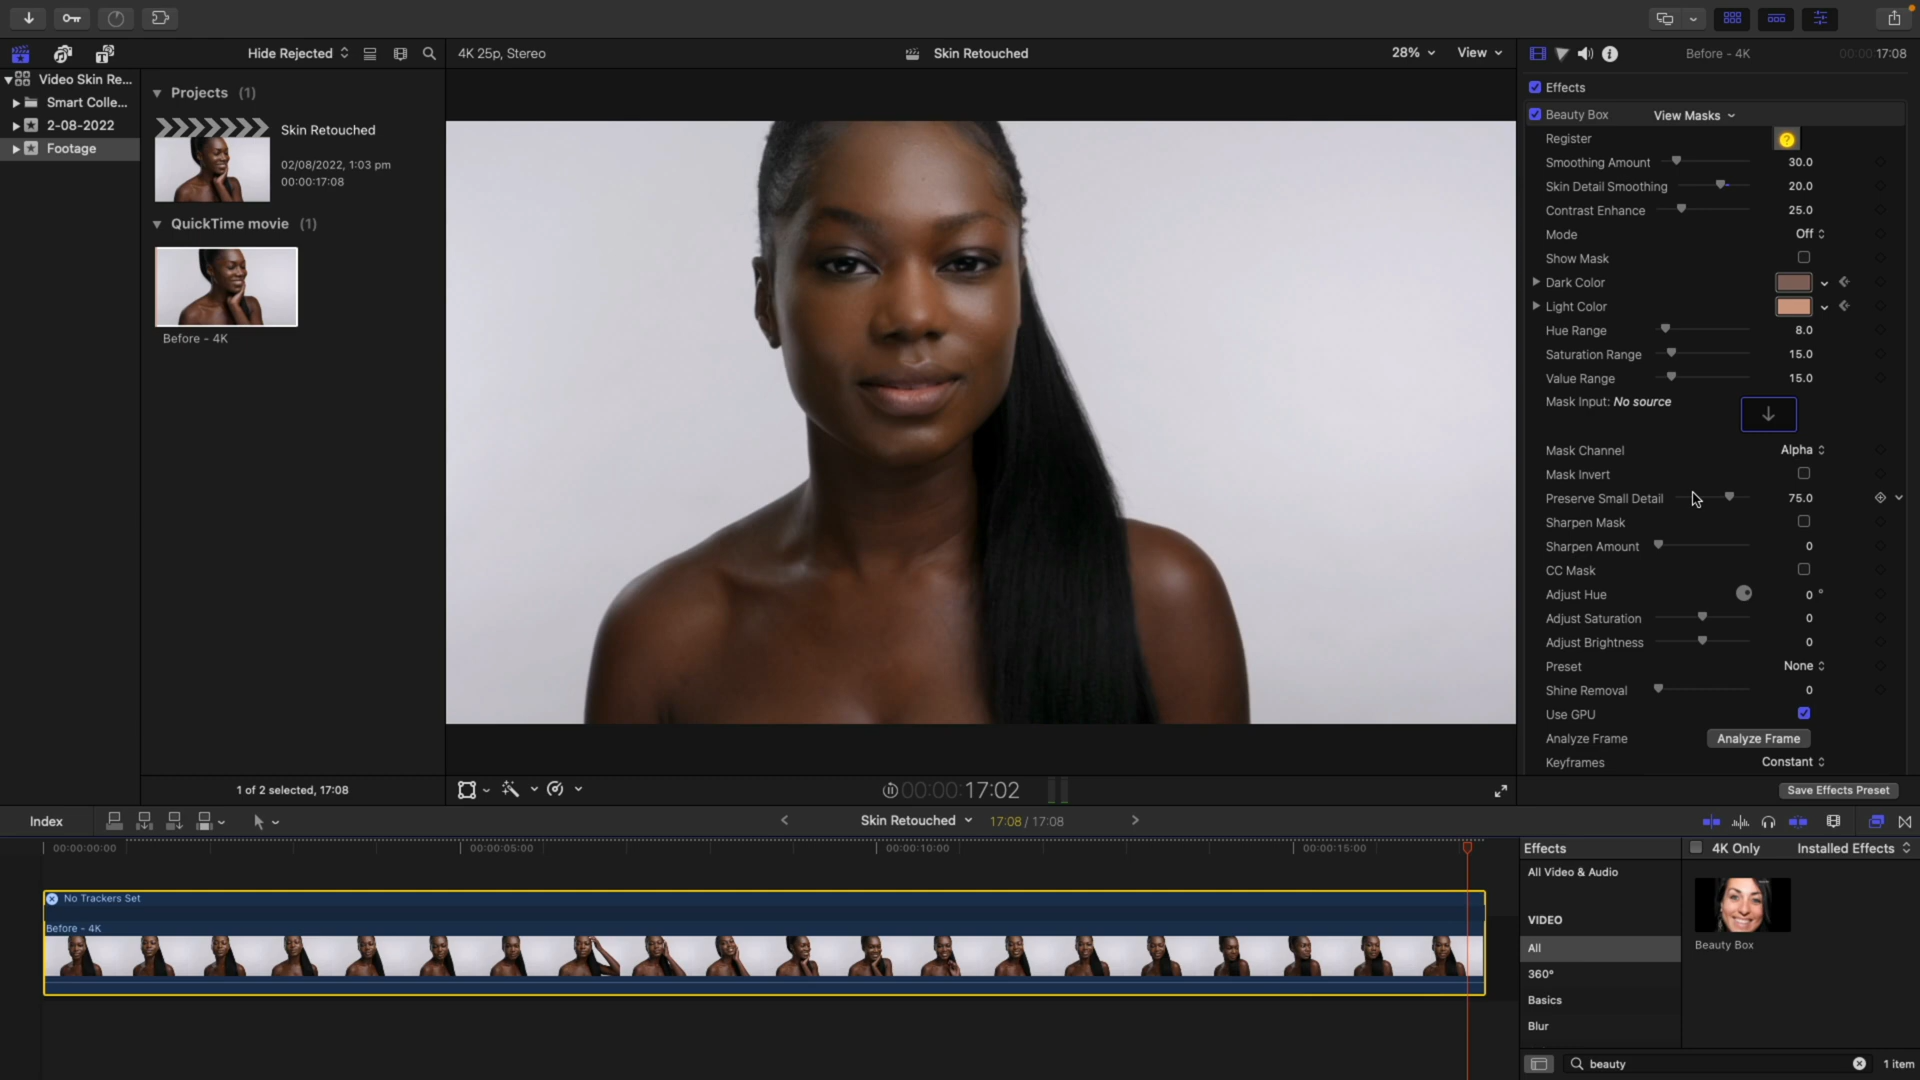 4K 25p, Stereo
Skin Retouched
28%
View
Before - 4K
00:00:17:08
Hide Rejected
Video Skin Re...
Smart Colle...
2-08-2022
Footage
Projects (1)
Skin Retouched
02/08/2022, 1:03 pm
00:00:17:08
QuickTime movie (1)
Before - 4K
1 of 2 selected, 17:08
Effects
Beauty Box
View Masks
Register
?
Smoothing Amount 30.0
Skin Detail Smoothing 20.0
Contrast Enhance 25.0
Mode Off
Show Mask
Dark Color
Light Color
Hue Range 8.0
Saturation Range 15.0
Value Range 15.0
Mask Input: No source
Mask Channel Alpha
Mask Invert
Preserve Small Detail 75.0
Sharpen Mask
Sharpen Amount 0
CC Mask
Adjust Hue 0 °
Adjust Saturation 0
Adjust Brightness 0
Preset None
Shine Removal 0
Use GPU
Analyze Frame Analyze Frame
Keyframes Constant
Save Effects Preset
00:00:17:02
Index
Skin Retouched
17:08 / 17:08
00:00:00:00
00:00:05:00
00:00:10:00
00:00:15:00
No Trackers Set
Before - 4K
Effects
4K Only
Installed Effects
All Video & Audio
VIDEO
All
360°
Basics
Blur
Beauty Box
beauty
1 item